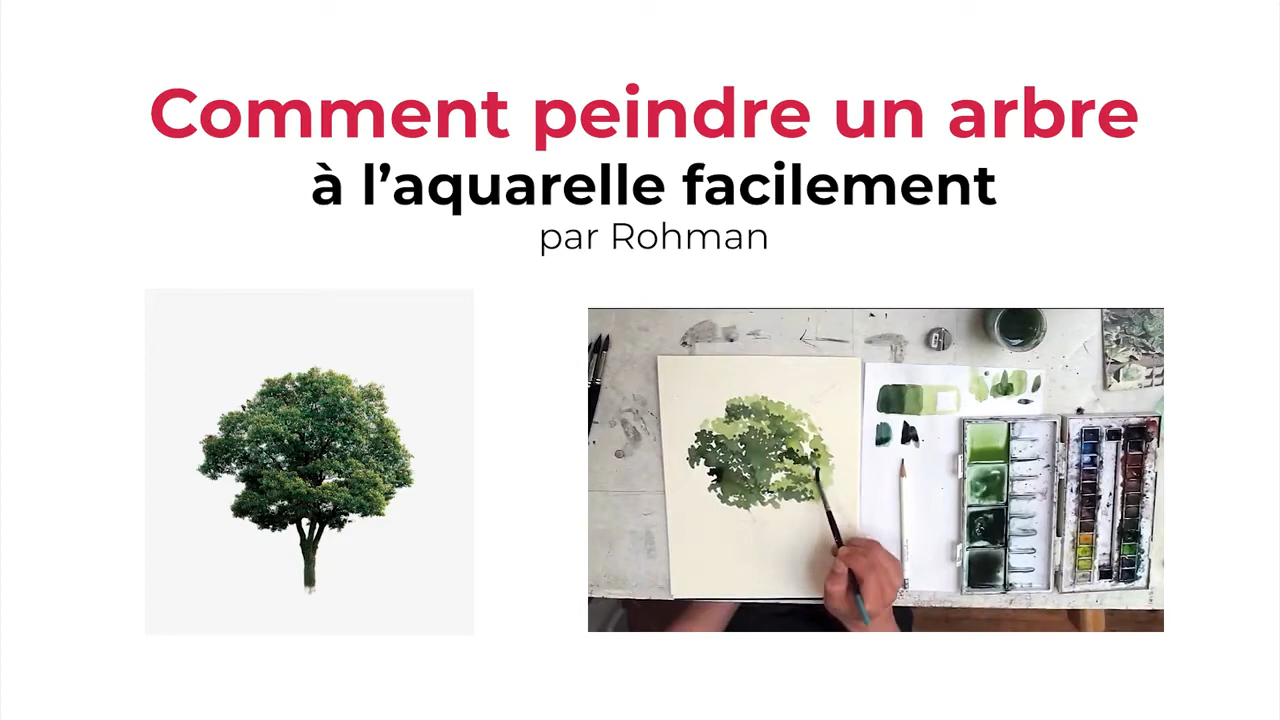 Comment peindre un arbre
à l’aquarelle facilement
par Rohman